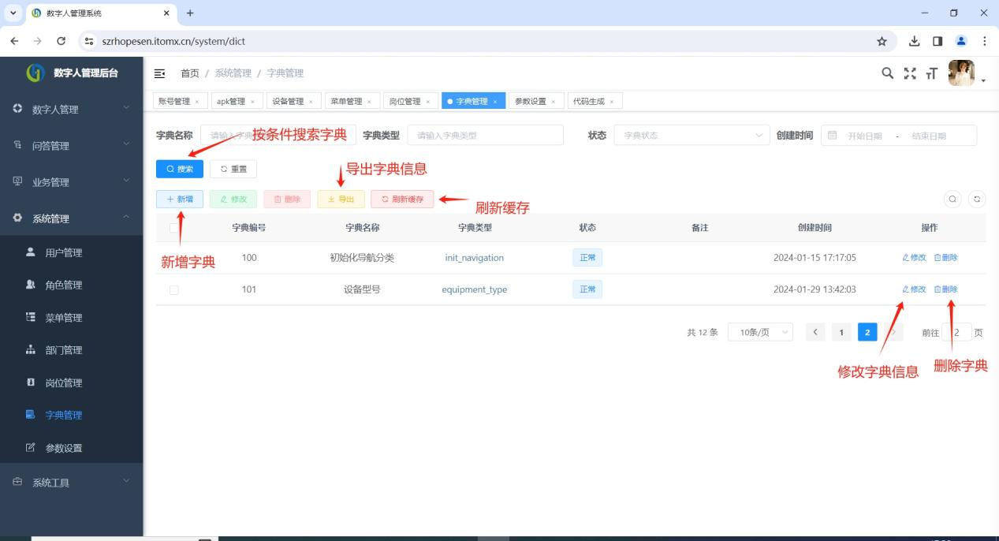 数字人管理系统
szrhopesen.itomx.cn/system/dict
数字人管理后台
首页 / 系统管理 / 字典管理
账号管理 × apk管理 × 设备管理 × 菜单管理 × 岗位管理 × 字典管理 × 参数设置 × 代码生成 ×
数字人管理
问答管理
业务管理
系统管理
用户管理
角色管理
菜单管理
部门管理
岗位管理
字典管理
参数设置
系统工具
字典名称 请输入字典 按条件搜索字典 字典类型 请输入字典类型 状态 字典状态 创建时间 开始日期 - 结束日期
搜索 重置 导出字典信息
新增 修改 删除 导出 刷新缓存 刷新缓存
字典编号 字典名称 字典类型 状态 备注 创建时间 操作
新增字典 100 初始化导航分类 init_navigation 正常 2024-01-15 17:17:05 修改 删除
101 设备型号 equipment_type 正常 2024-01-29 13:42:03 修改 删除
共 12 条 10条/页 1 2 前往 2 页
修改字典信息 删除字典